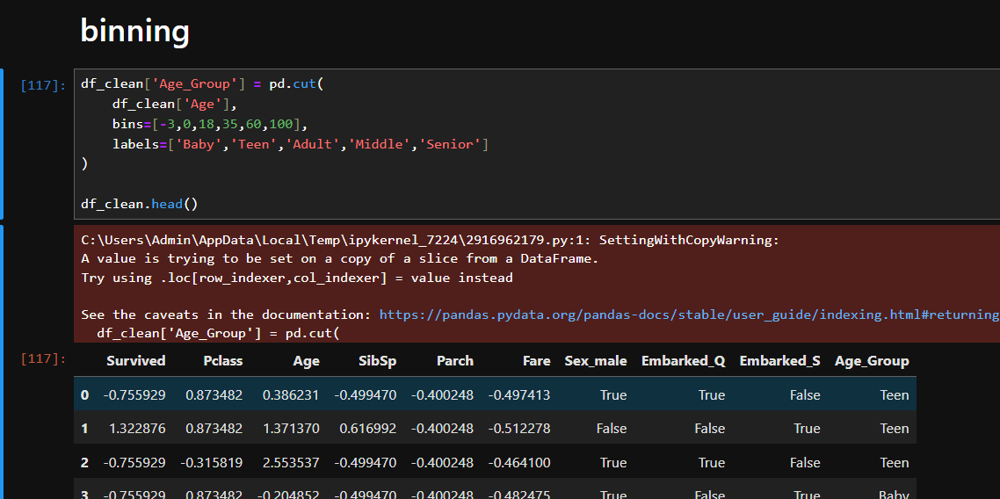 binning
[117]:
df_clean['Age_Group'] = pd.cut(
df_clean['Age'],
bins=[-3,0,18,35,60,100],
labels=['Baby','Teen','Adult','Middle','Senior']
)
df_clean.head()
C:\Users\Admin\AppData\Local\Temp\ipykernel_7224\2916962179.py:1: SettingWithCopyWarning:
A value is trying to be set on a copy of a slice from a DataFrame.
Try using .loc[row_indexer,col_indexer] = value instead
See the caveats in the documentation: https://pandas.pydata.org/pandas-docs/stable/user_guide/indexing.html#returning
df_clean['Age_Group'] = pd.cut(
[117]:
Survived Pclass Age SibSp Parch Fare Sex_male Embarked_Q Embarked_S Age_Group
0 -0.755929 0.873482 0.386231 -0.499470 -0.400248 -0.497413 True True False Teen
1 1.322876 0.873482 1.371370 0.616992 -0.400248 -0.512278 False False True Teen
2 -0.755929 -0.315819 2.553537 -0.499470 -0.400248 -0.464100 True True False Teen
3 -0.755929 0.873482 -0.204852 -0.499470 -0.400248 -0.482475 True False True Baby